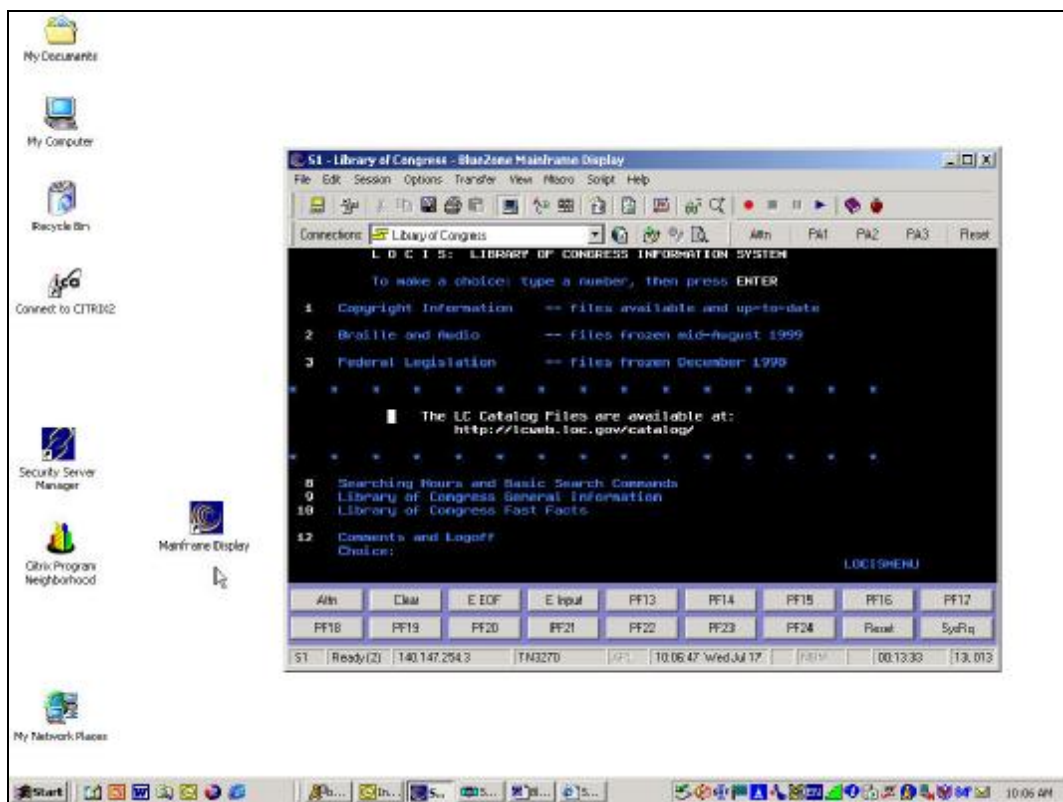 My Documents
My Computer
Recycle Bin
Connect to CITRIX2
Security Server
Manager
Citrix Program
Neighborhood
Mainframe Display
My Network Places
S1 - Library of Congress - BlueZone Mainframe Display
File Edit Session Options Transfer View Macro Script Help
Connections: Library of Congress Attn PA1 PA2 PA3 Reset
L O C I S: LIBRARY OF CONGRESS INFORMATION SYSTEM
To make a choice: type a number, then press ENTER
1 Copyright Information -- files available and up-to-date
2 Braille and Audio -- files frozen mid-August 1999
3 Federal Legislation -- files frozen December 1998
* * * * * * * * * * * * * * *
The LC Catalog Files are available at:
http://lcweb.loc.gov/catalog/
* * * * * * * * * * * * * * *
8 Searching Hours and Basic Search Commands
9 Library of Congress General Information
10 Library of Congress Fast Facts
12 Comments and Logoff
Choice:
LOCISMENU
Attn Clear E EOF E Input PF13 PF14 PF15 PF16 PF17
PF18 PF19 PF20 PF21 PF22 PF23 PF24 Reset SysRq
S1 Ready (2) 140.147.254.3 TN3270 10:06:47 Wed Jul 17 00:13:33 13, 013
Start In... S... 10:06 AM